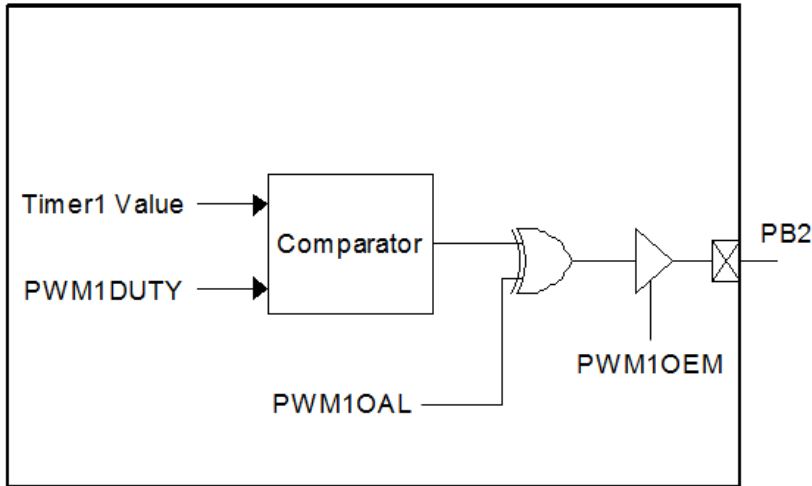 Timer1 Value
PWM1DUTY
Comparator
PB2
PWM1OEM
PWM1OAL